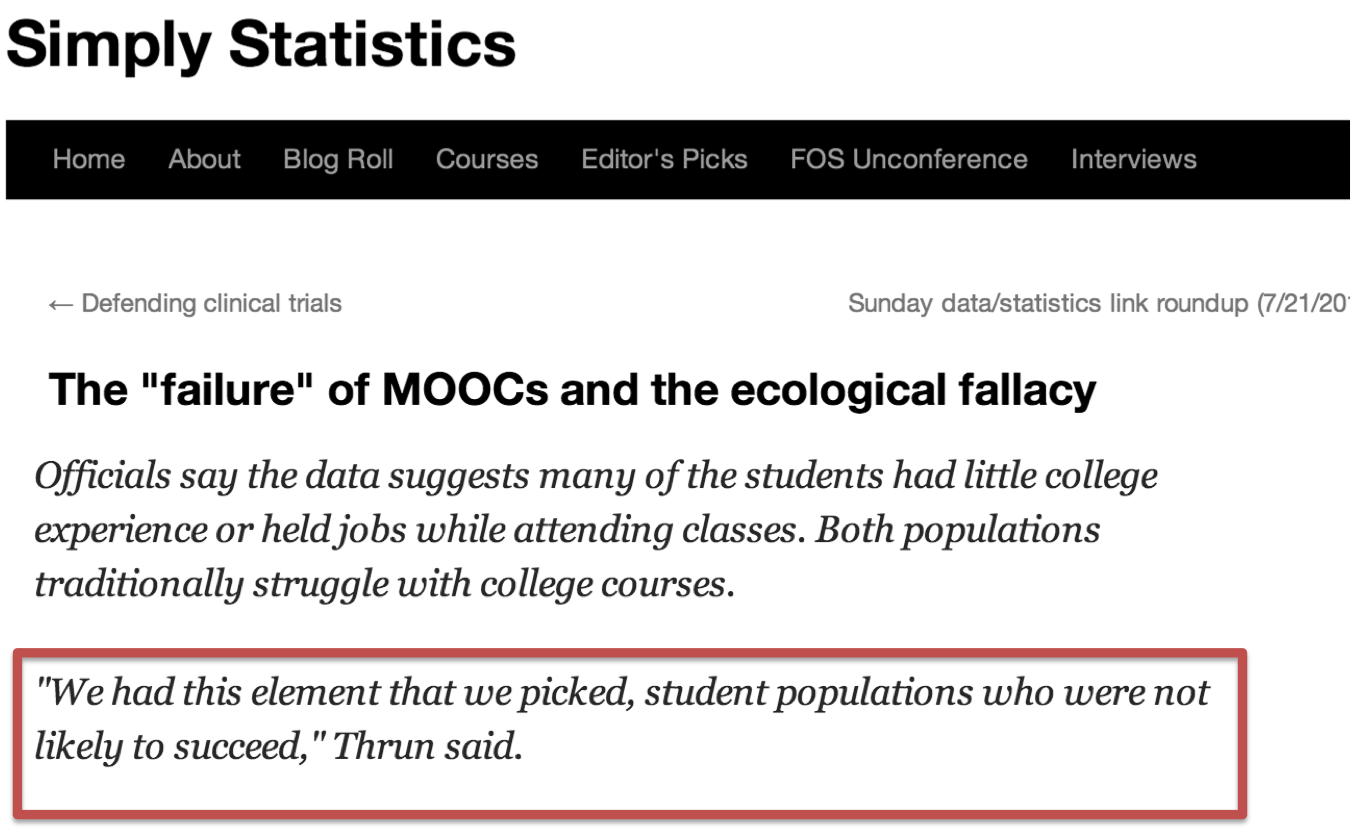 Simply Statistics
Home About Blog Roll Courses Editor's Picks FOS Unconference Interviews
← Defending clinical trials Sunday data/statistics link roundup (7/21/201
The "failure" of MOOCs and the ecological fallacy
Officials say the data suggests many of the students had little college
experience or held jobs while attending classes. Both populations
traditionally struggle with college courses.
"We had this element that we picked, student populations who were not
likely to succeed," Thrun said.